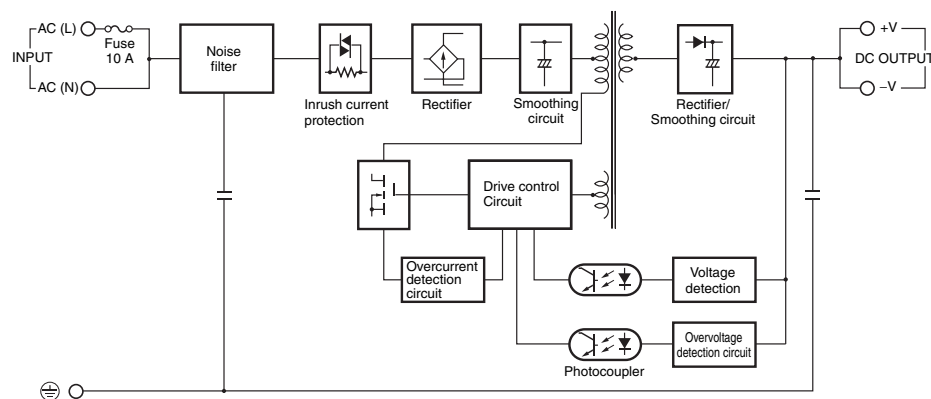 AC (L)
Fuse
10 A
INPUT
AC (N)
Noise
filter
Inrush current
protection
Rectifier
Smoothing
circuit
Rectifier/
Smoothing circuit
+V
DC OUTPUT
–V
Drive control
Circuit
Overcurrent
detection
circuit
Voltage
detection
Overvoltage
detection circuit
Photocoupler